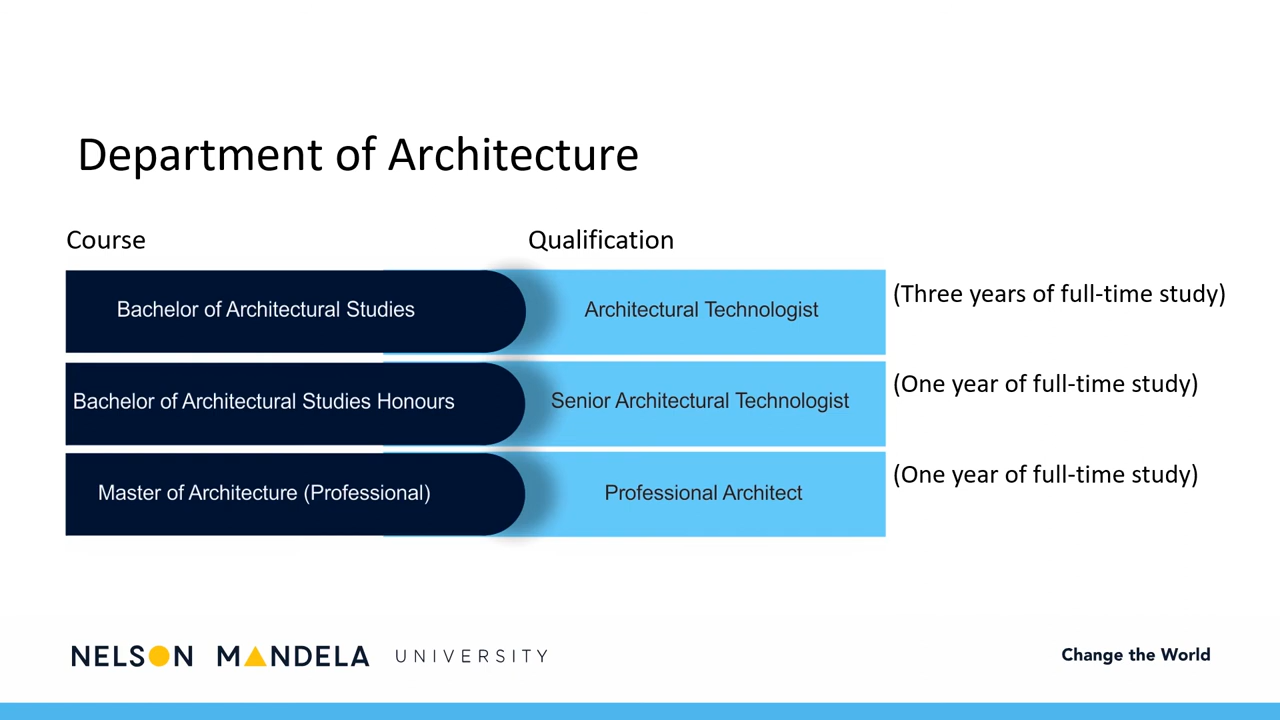 Department of Architecture
Course Qualification
Bachelor of Architectural Studies Architectural Technologist (Three years of full-time study)
Bachelor of Architectural Studies Honours Senior Architectural Technologist (One year of full-time study)
Master of Architecture (Professional) Professional Architect (One year of full-time study)
NELSON MANDELA UNIVERSITY Change the World